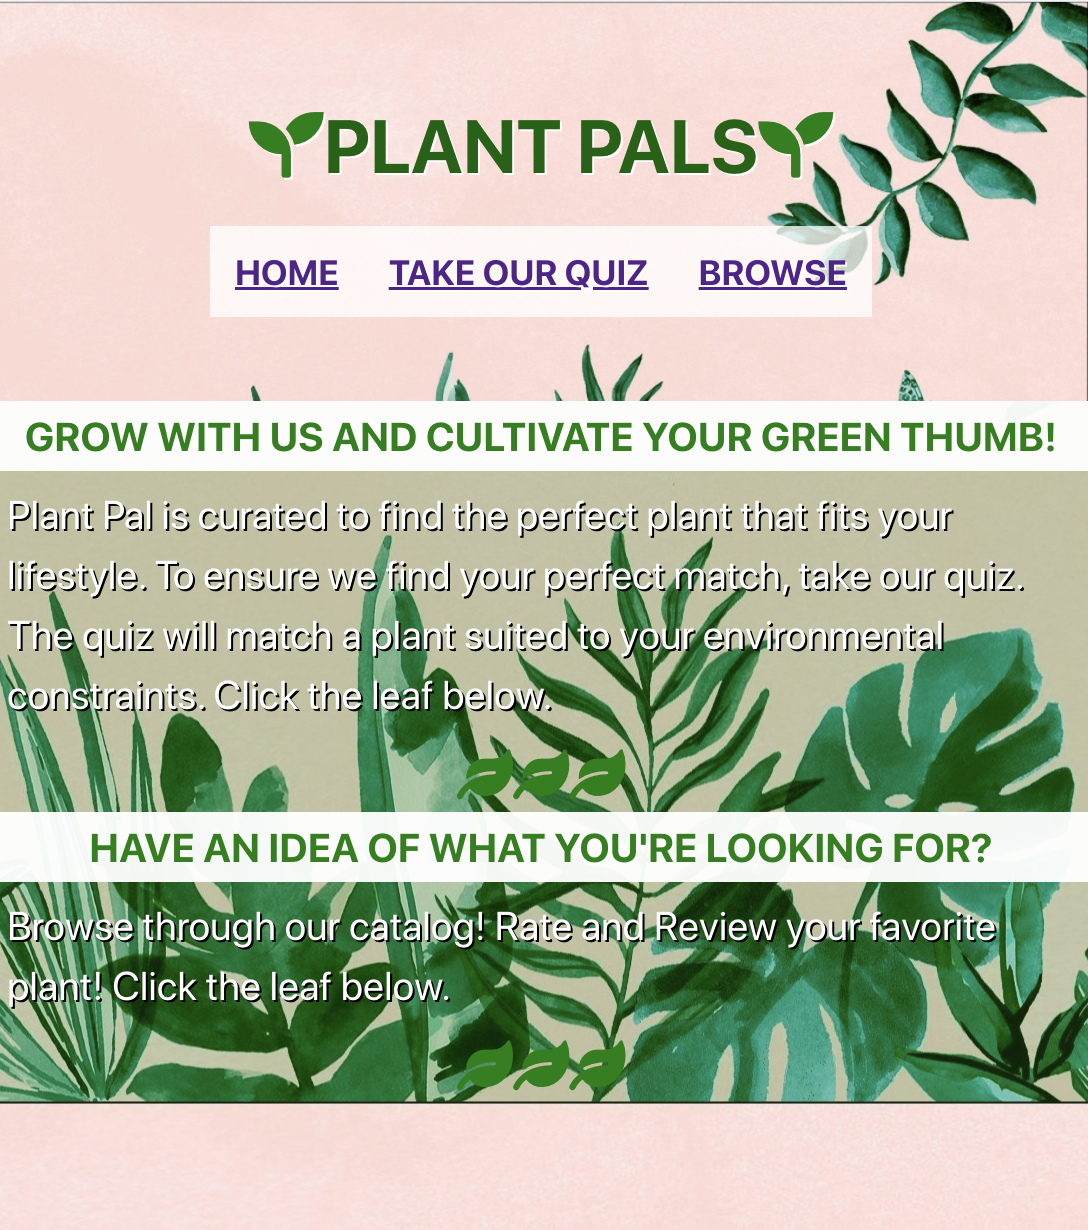 PLANT PALS
HOME TAKE OUR QUIZ BROWSE
GROW WITH US AND CULTIVATE YOUR GREEN THUMB!
Plant Pal is curated to find the perfect plant that fits your
lifestyle. To ensure we find your perfect match, take our quiz.
The quiz will match a plant suited to your environmental
constraints. Click the leaf below.
HAVE AN IDEA OF WHAT YOU'RE LOOKING FOR?
Browse through our catalog! Rate and Review your favorite
plant! Click the leaf below.